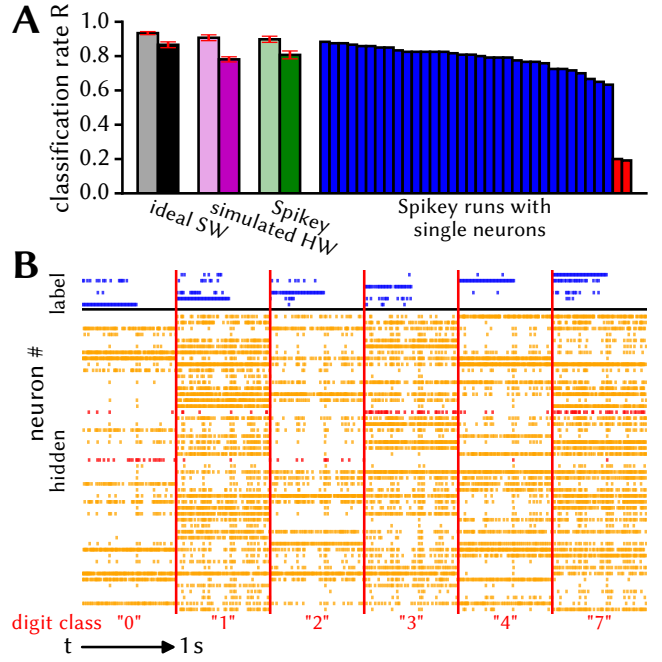 A
classification rate R
1.0
0.8
0.6
0.4
0.2
0.0
ideal SW
simulated HW
Spikey
Spikey runs with
single neurons
B
label
neuron #
hidden
digit class "0" "1" "2" "3" "4" "7"
t 1 s